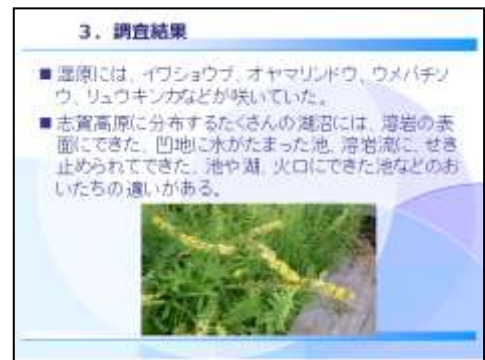 3．調査結果
■ 湿原には、イワショウブ、オヤマリンドウ、ウメバチソ
ウ、リュウキンカなどが咲いていた。
■ 志賀高原に分布するたくさんの湖沼には、溶岩の表
面にできた、凹地に水がたまった池、溶岩流に、せき
止められてできた、池や湖、火口にできた池などのお
いたちの違いがある。